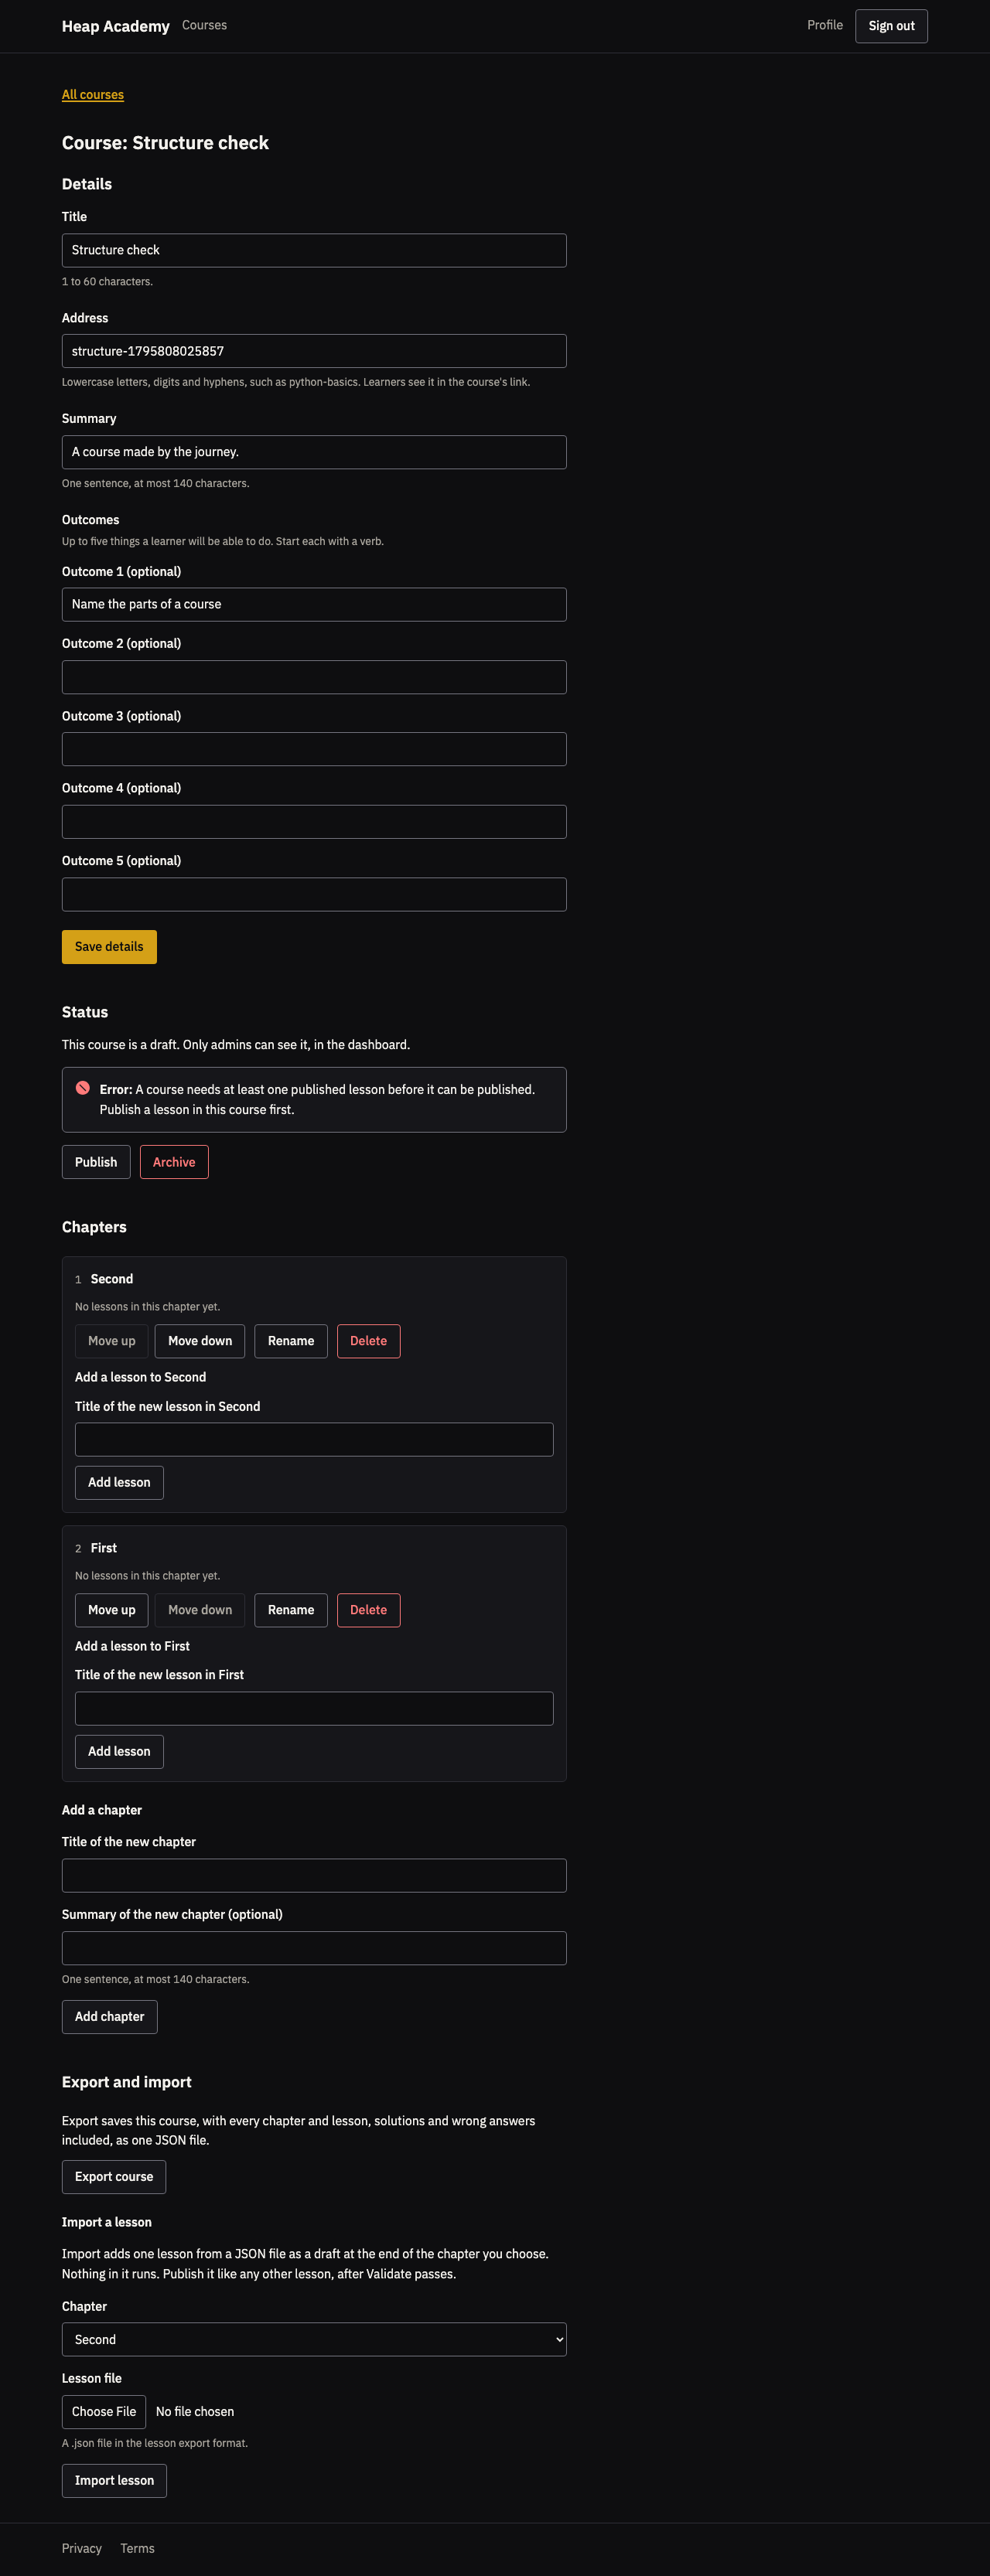 Heap Academy Courses Profile Sign out
All courses
Course: Structure check
Details
Title
Structure check
1 to 60 characters.
Address
structure-1795808025857
Lowercase letters, digits and hyphens, such as python-basics. Learners see it in the course's link.
Summary
A course made by the journey.
One sentence, at most 140 characters.
Outcomes
Up to five things a learner will be able to do. Start each with a verb.
Outcome 1 (optional)
Name the parts of a course
Outcome 2 (optional)
Outcome 3 (optional)
Outcome 4 (optional)
Outcome 5 (optional)
Save details
Status
This course is a draft. Only admins can see it, in the dashboard.
Error: A course needs at least one published lesson before it can be published.
Publish a lesson in this course first.
Publish Archive
Chapters
1 Second
No lessons in this chapter yet.
Move up Move down Rename Delete
Add a lesson to Second
Title of the new lesson in Second
Add lesson
2 First
No lessons in this chapter yet.
Move up Move down Rename Delete
Add a lesson to First
Title of the new lesson in First
Add lesson
Add a chapter
Title of the new chapter
Summary of the new chapter (optional)
One sentence, at most 140 characters.
Add chapter
Export and import
Export saves this course, with every chapter and lesson, solutions and wrong answers
included, as one JSON file.
Export course
Import a lesson
Import adds one lesson from a JSON file as a draft at the end of the chapter you choose.
Nothing in it runs. Publish it like any other lesson, after Validate passes.
Chapter
Second
Lesson file
Choose File No file chosen
A .json file in the lesson export format.
Import lesson
Privacy Terms